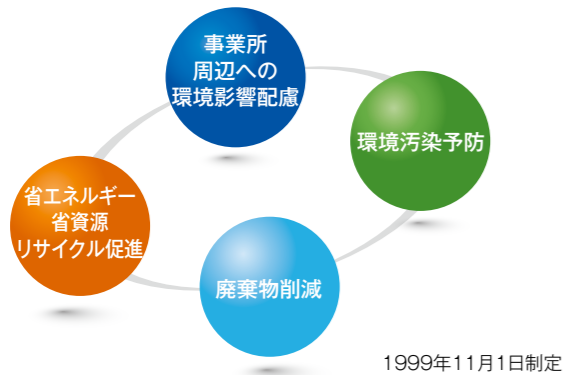 事業所
周辺への
環境影響配慮
環境汚染予防
省エネルギー
省資源
リサイクル促進
廃棄物削減
1999年11月1日制定